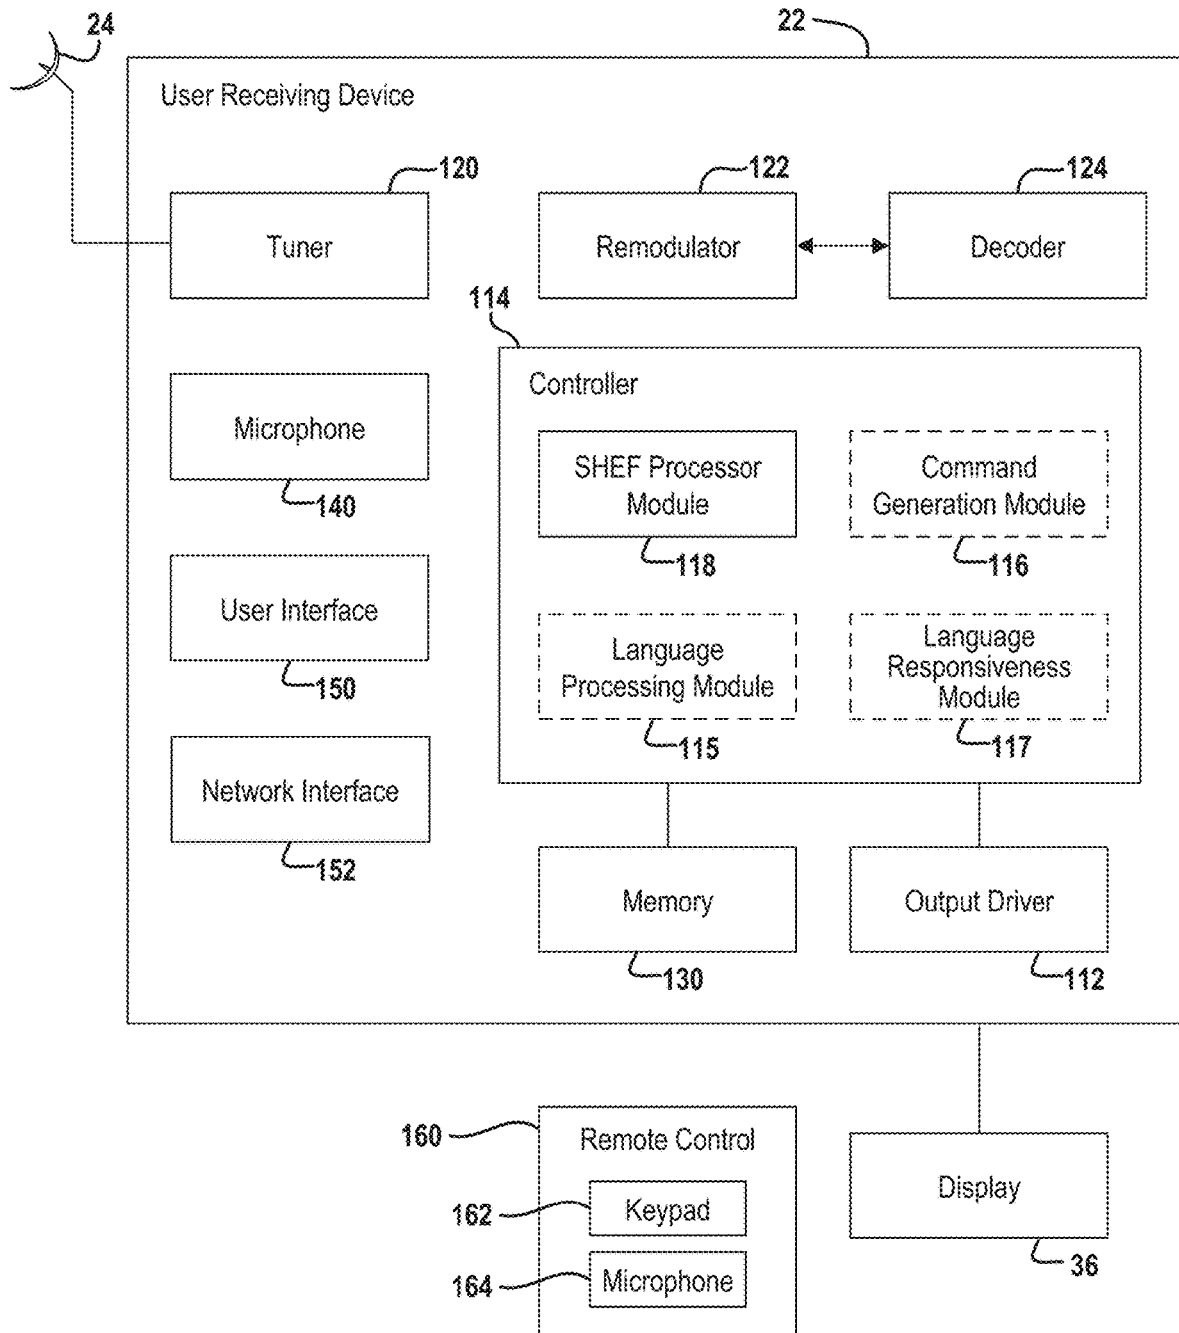 24
22
User Receiving Device
120
122
124
Tuner
Remodulator
Decoder
114
Controller
Microphone
140
SHEF Processor
Module
118
Command
Generation Module
116
User Interface
150
Language
Processing Module
115
Language
Responsiveness
Module
117
Network Interface
152
Memory
130
Output Driver
112
160
Remote Control
162
Keypad
164
Microphone
Display
36